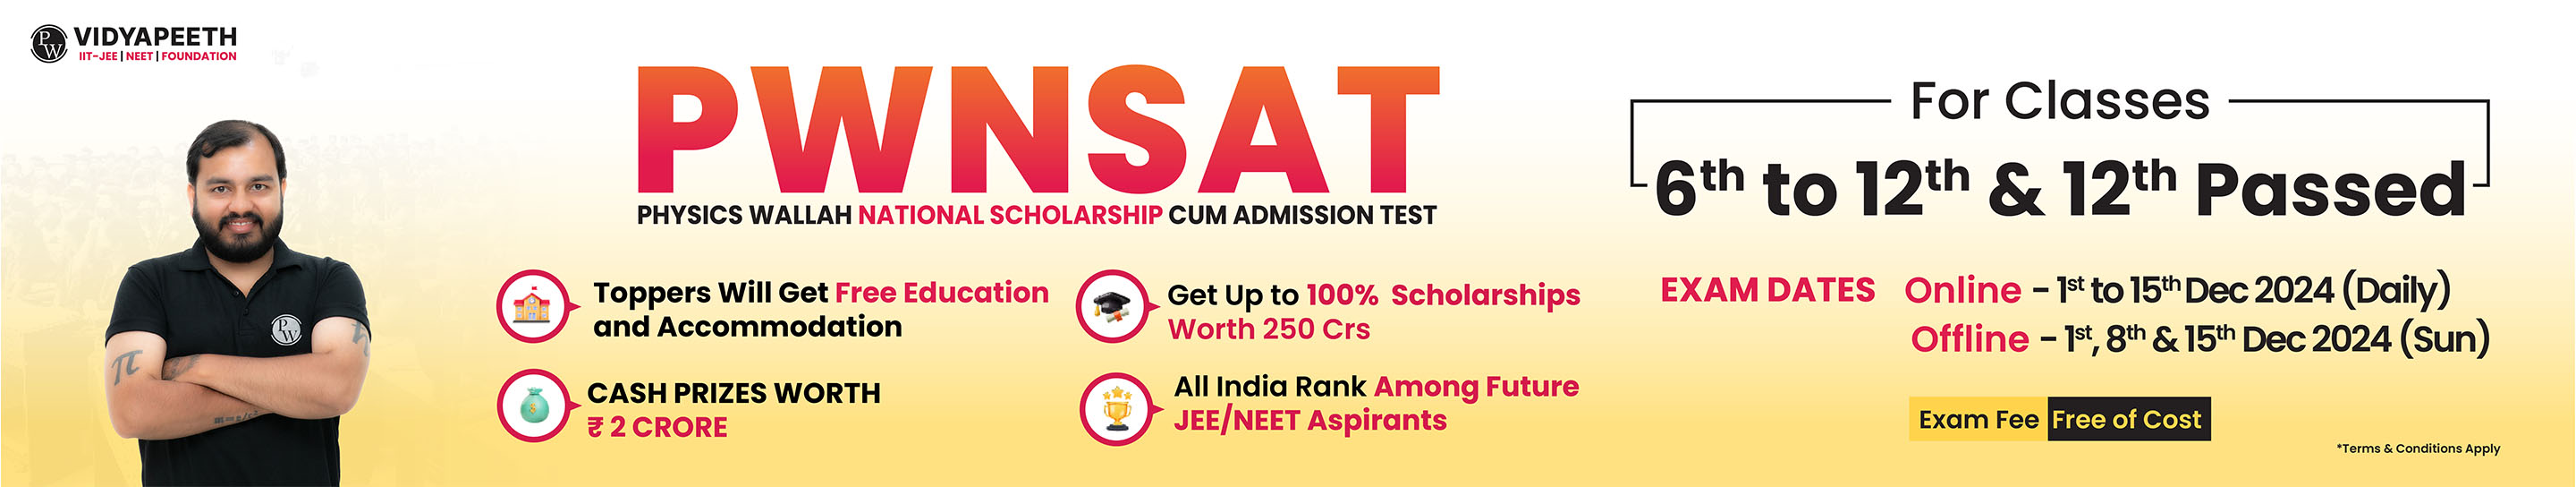 PW VIDYAPEETH
IIT-JEE | NEET | FOUNDATION
PWNSAT
PHYSICS WALLAH NATIONAL SCHOLARSHIP CUM ADMISSION TEST
Toppers Will Get Free Education
and Accommodation
Get Up to 100% Scholarships
Worth 250 Crs
CASH PRIZES WORTH
₹ 2 CRORE
All India Rank Among Future
JEE/NEET Aspirants
For Classes
6th to 12th & 12th Passed
EXAM DATES Online - 1st to 15th Dec 2024 (Daily)
Offline - 1st, 8th & 15th Dec 2024 (Sun)
Exam Fee Free of Cost
*Terms & Conditions Apply
PW
π